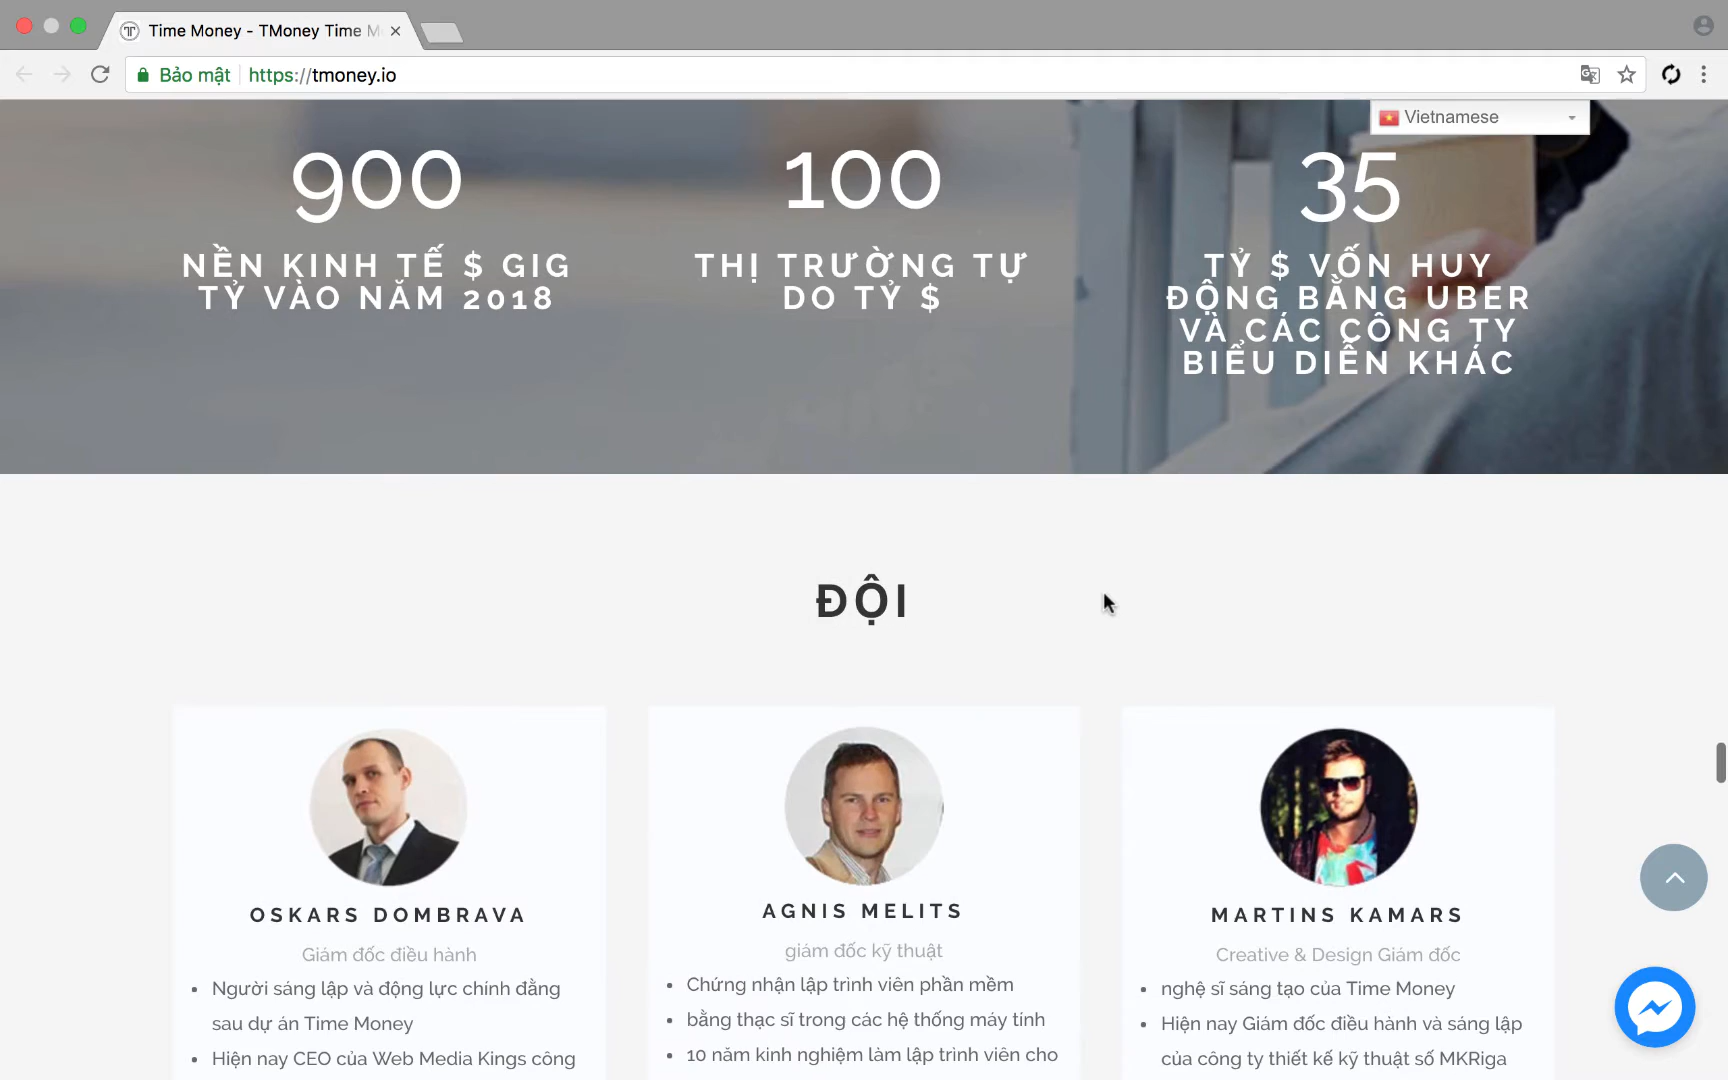 Time Money - TMoney Time M
Bảo mật
https://tmoney.io
Vietnamese
900
NỀN KINH TẾ $ GIG
TỶ VÀO NĂM 2018
100
THỊ TRƯỜNG TỰ
DO TỶ $
35
TỶ $ VỐN HUY
ĐỘNG BẰNG UBER
VÀ CÁC CÔNG TY
BIỂU DIỄN KHÁC
ĐỘI
OSKARS DOMBRAVA
Giám đốc điều hành
Người sáng lập và động lực chính đằng
sau dự án Time Money
Hiện nay CEO của Web Media Kings công
AGNIS MELITS
giám đốc kỹ thuật
Chứng nhận lập trình viên phần mềm
bằng thạc sĩ trong các hệ thống máy tính
10 năm kinh nghiệm làm lập trình viên cho
MARTINS KAMARS
Creative & Design Giám đốc
nghệ sĩ sáng tạo của Time Money
Hiện nay Giám đốc điều hành và sáng lập
của công ty thiết kế kỹ thuật số MKRiga